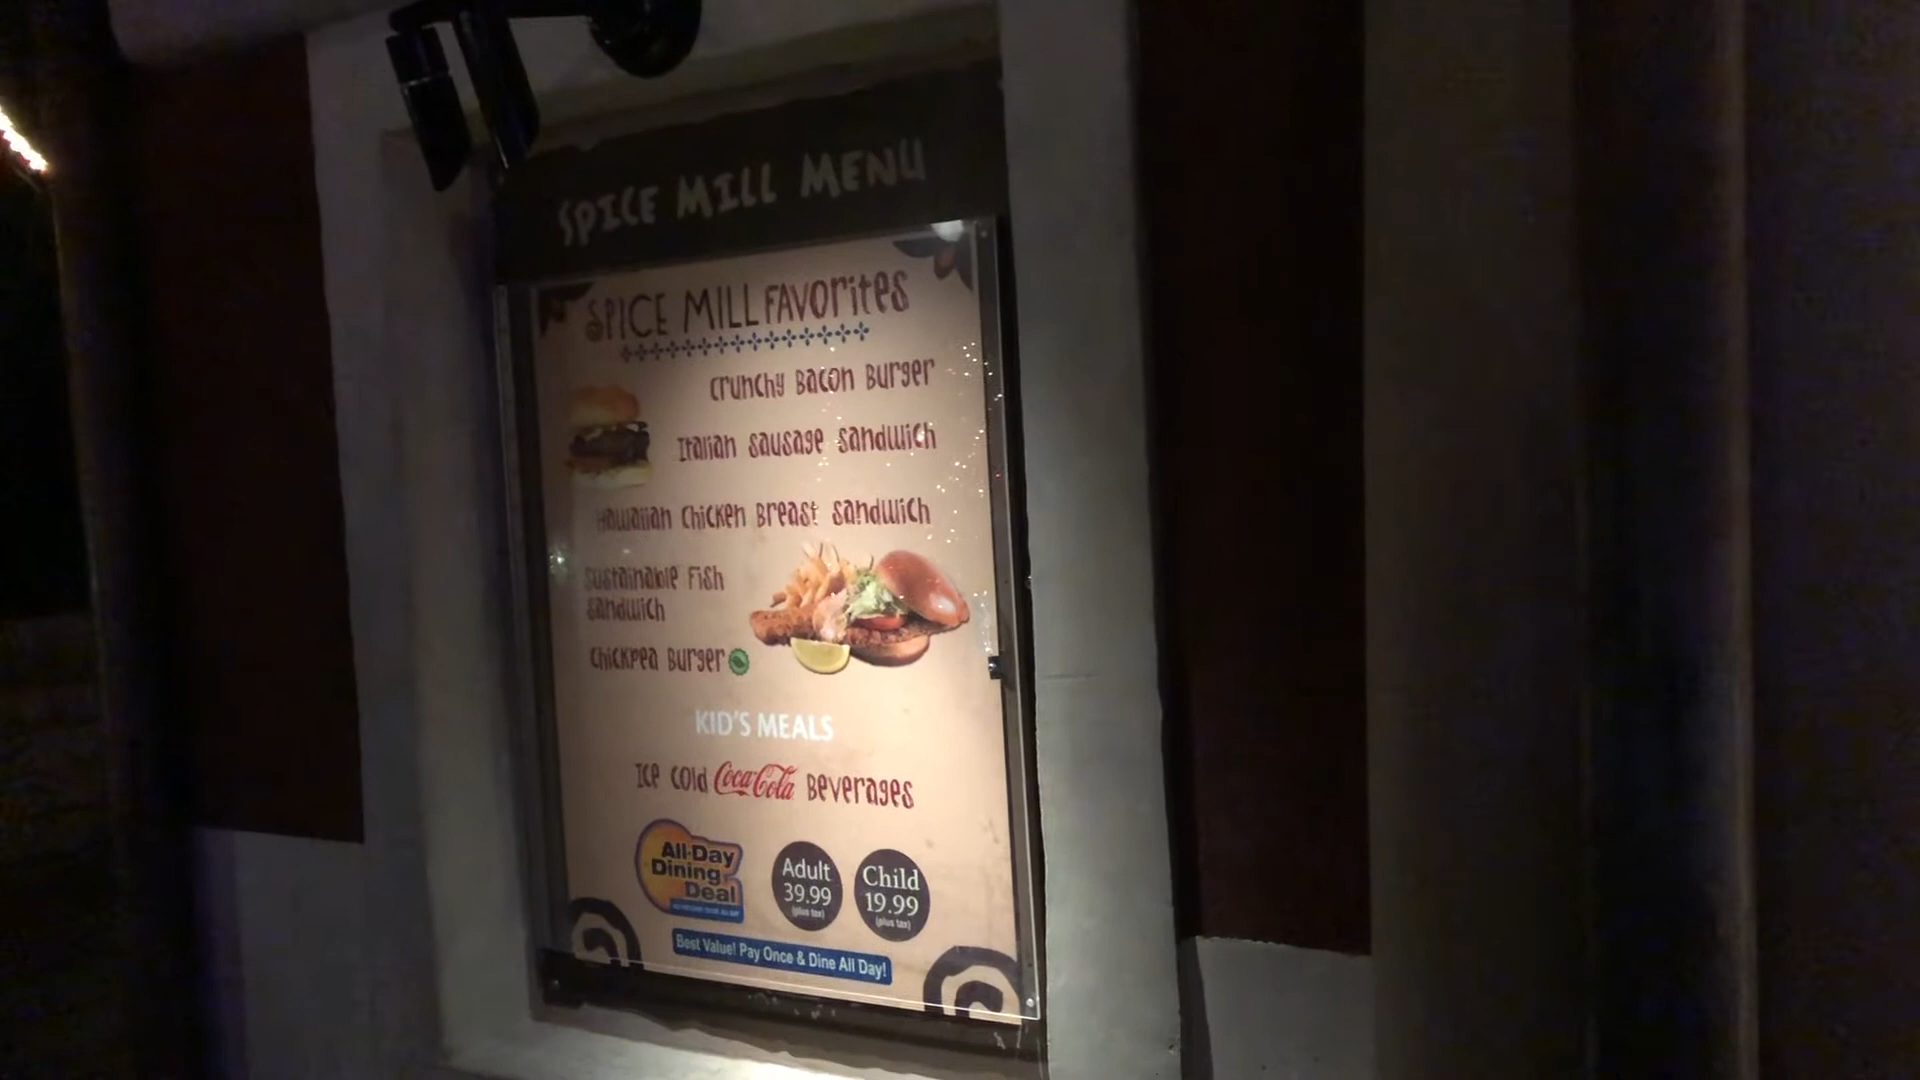 SPICE MILL MENU
SPICE MILL FAVORITES
Crunchy Bacon Burger
Italian Sausage Sandwich
Hawaiian Chicken Breast Sandwich
Sustainable Fish
Sandwich
Chickpea Burger
KID'S MEALS
Ice Cold Coca-Cola Beverages
All-Day
Dining
Deal
Adult
39.99
(plus tax)
Child
19.99
(plus tax)
Best Value! Pay Once & Dine All Day!